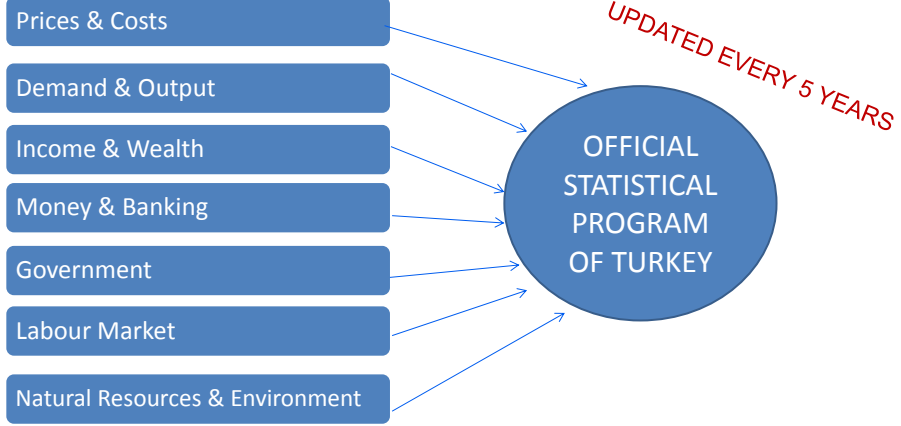 Prices & Costs
Demand & Output
Income & Wealth
Money & Banking
Government
Labour Market
Natural Resources & Environment
OFFICIAL
STATISTICAL
PROGRAM
OF TURKEY
UPDATED EVERY 5 YEARS